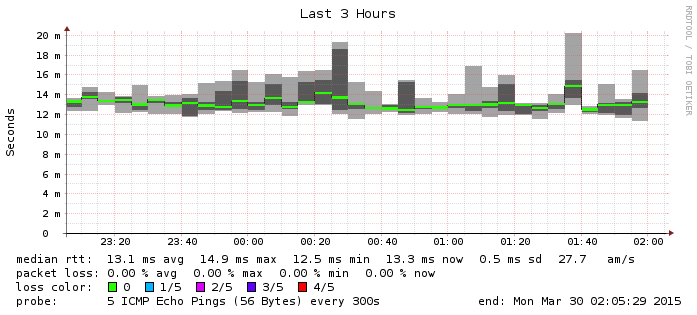 Last 3 Hours
RRDTOOL / TOBI OETIKER
Seconds
20 m
18 m
16 m
14 m
12 m
10 m
8 m
6 m
4 m
2 m
0
23:20 23:40 00:00 00:20 00:40 01:00 01:20 01:40 02:00
median rtt: 13.1 ms avg 14.9 ms max 12.5 ms min 13.3 ms now 0.5 ms sd 27.7 am/s
packet loss: 0.00 % avg 0.00 % max 0.00 % min 0.00 % now
loss color: 0 1/5 2/5 3/5 4/5
probe: 5 ICMP Echo Pings (56 Bytes) every 300s end: Mon Mar 30 02:05:29 2015